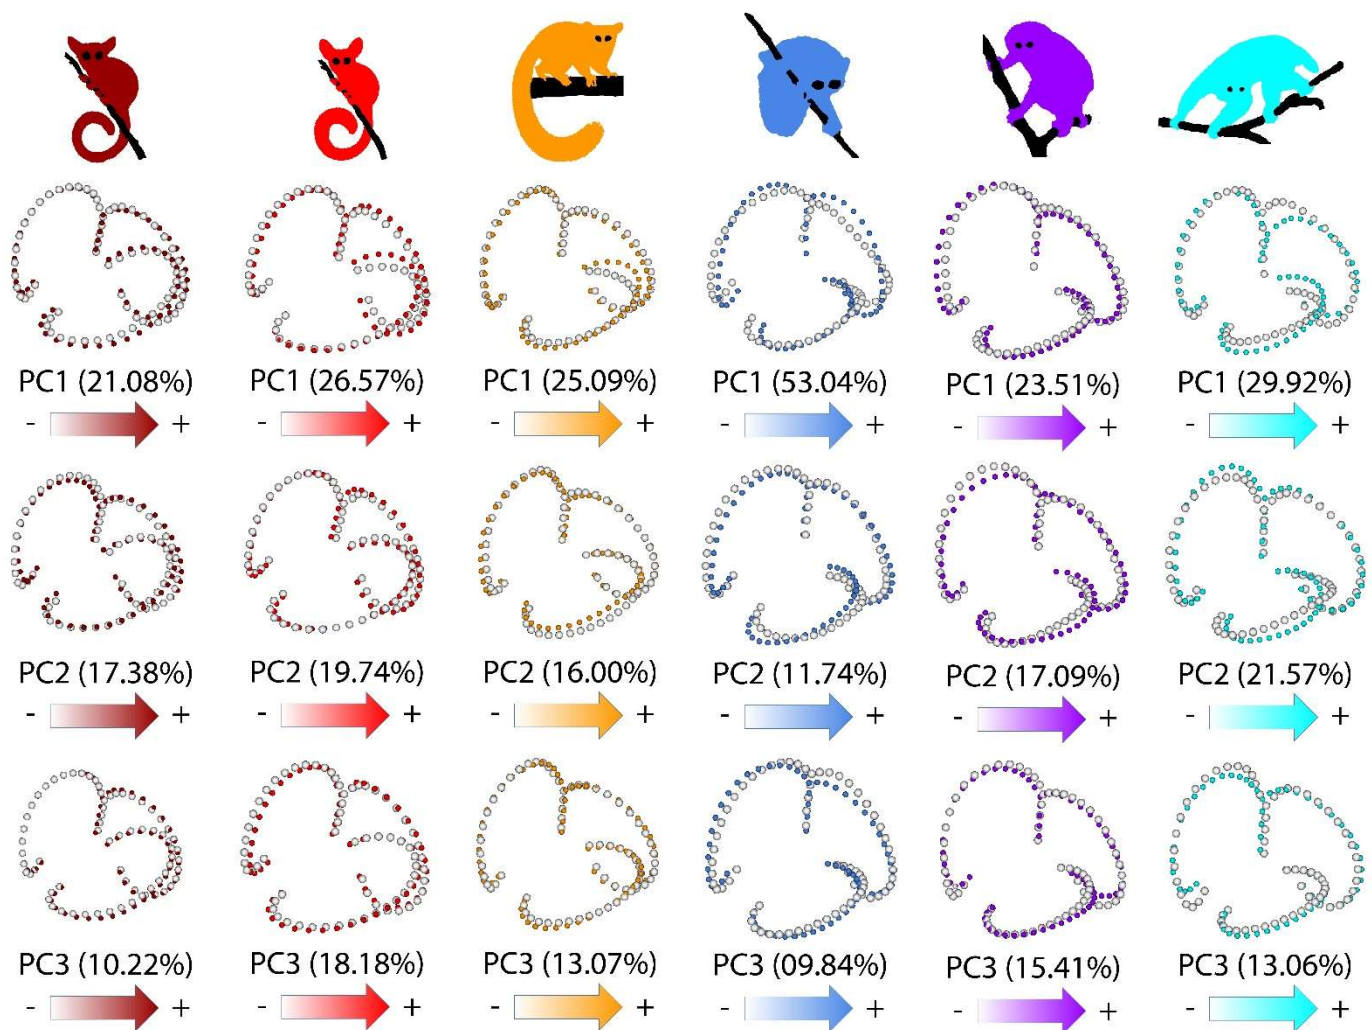 PC1 (21.08%) PC1 (26.57%) PC1 (25.09%) PC1 (53.04%) PC1 (23.51%) PC1 (29.92%)
- + - + - + - + - + - +
PC2 (17.38%) PC2 (19.74%) PC2 (16.00%) PC2 (11.74%) PC2 (17.09%) PC2 (21.57%)
- + - + - + - + - + - +
PC3 (10.22%) PC3 (18.18%) PC3 (13.07%) PC3 (09.84%) PC3 (15.41%) PC3 (13.06%)
- + - + - + - + - + - +